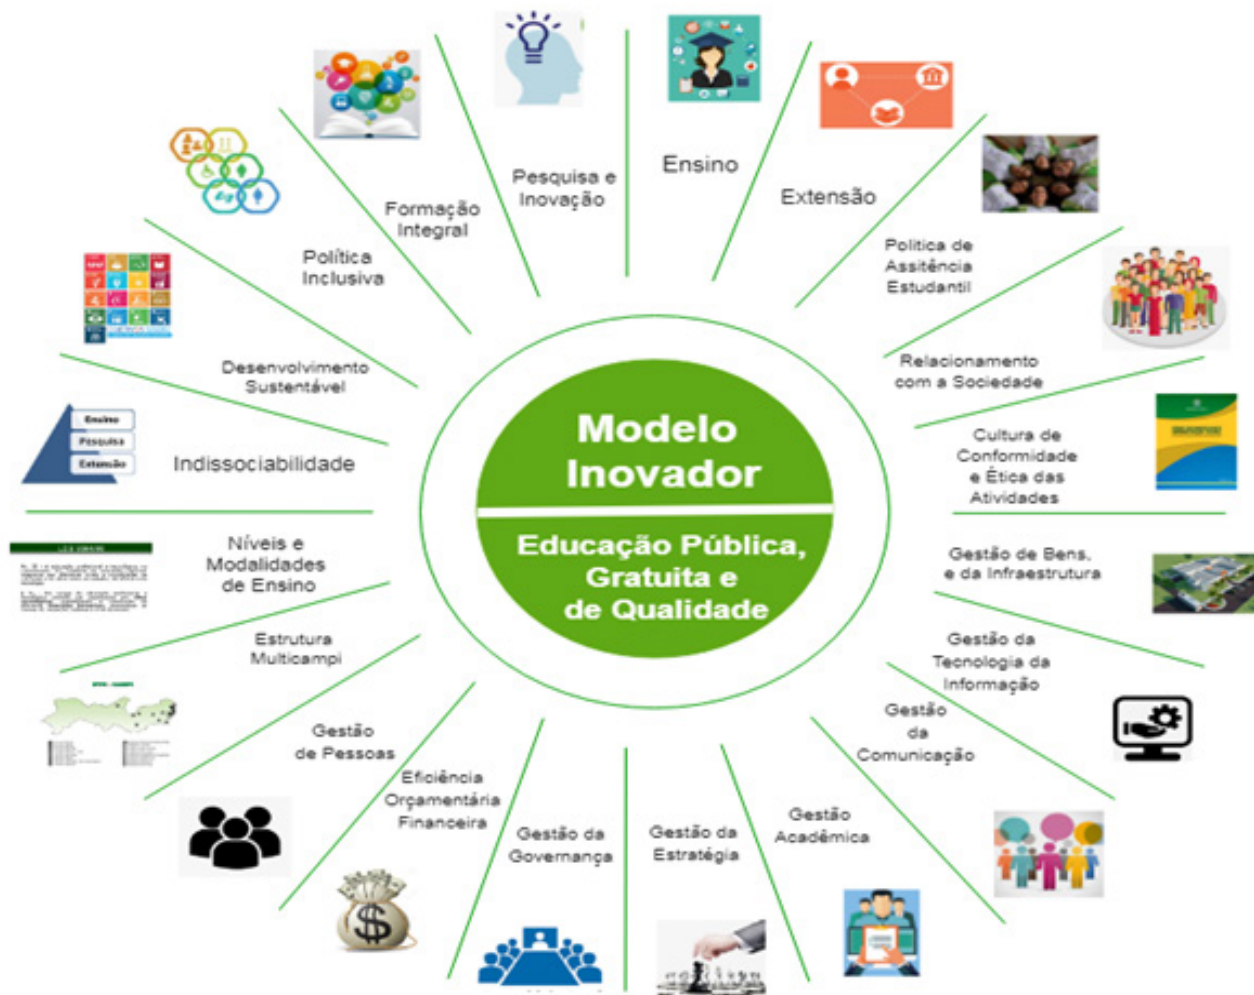 Pesquisa e
Inovação
Ensino
Extensão
Politica de
Assitência
Estudantil
Relacionamento
com a Sociedade
Cultura de
Conformidade
e Ética das
Atividades
Gestão de Bens,
e da Infraestrutura
Gestão da
Tecnologia da
Informação
Gestão
da
Comunicação
Gestão
Acadêmica
Gestão da
Estratégia
Gestão da
Governança
Eficiência
Orçamentária
Financeira
Gestão
de Pessoas
Estrutura
Multicampi
Níveis e
Modalidades
de Ensino
Indissociabilidade
Ensino
Pesquisa
Extensão
Desenvolvimento
Sustentável
Política
Inclusiva
Formação
Integral
Modelo
Inovador
Educação Pública,
Gratuita e
de Qualidade
$